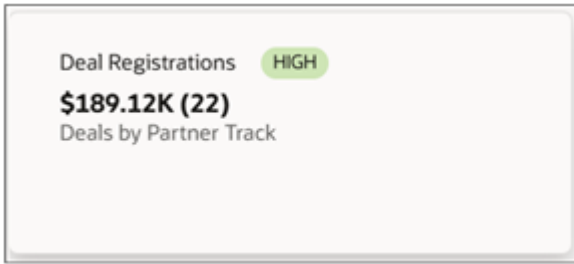 Deal Registrations HIGH
$189.12K (22)
Deals by Partner Track